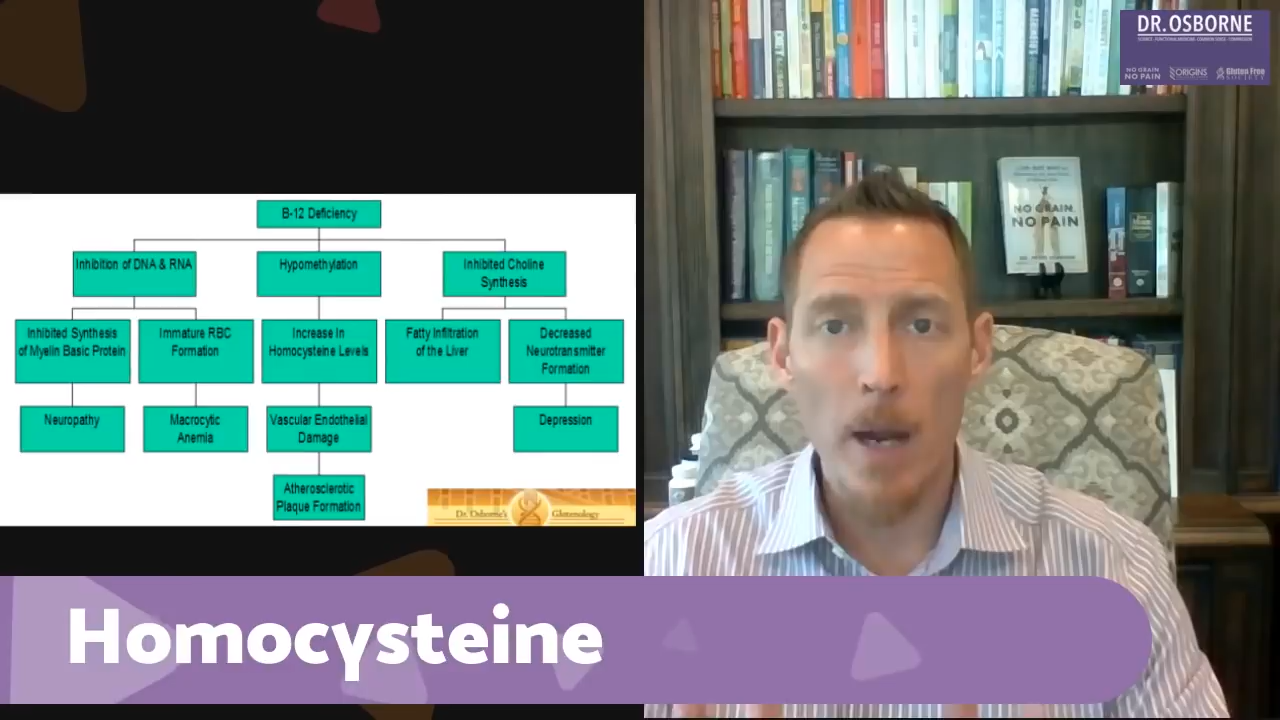 B-12 Deficiency
Inhibition of DNA & RNA
Hypomethylation
Inhibited Choline
Synthesis
Inhibited Synthesis
of Myelin Basic Protein
Immature RBC
Formation
Increase In
Homocysteine Levels
Fatty Infiltration
of the Liver
Decreased
Neurotransmitter
Formation
Neuropathy
Macrocytic
Anemia
Vascular Endothelial
Damage
Depression
Atherosclerotic
Plaque Formation
Dr. Osborne's Glutenology
DR. OSBORNE
NO GRAIN
NO PAIN
ORIGINS
Gluten Free
SOCIETY
NO GRAIN,
NO PAIN
Homocysteine